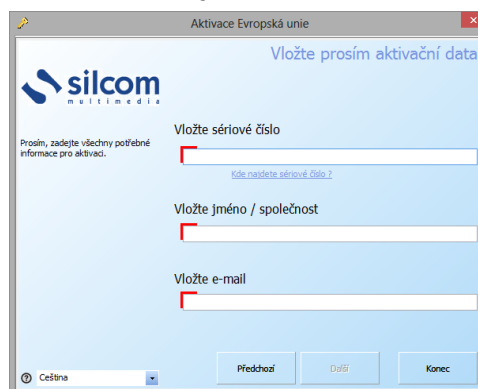 Aktivace Evropská unie
Vložte prosím aktivační data
silcom
multimedia
Prosím, zadejte všechny potřebné
informace pro aktivaci.
Vložte sériové číslo
Kde najdete sériové číslo ?
Vložte jméno / společnost
Vložte e-mail
Čeština
Předchozí
Další
Konec